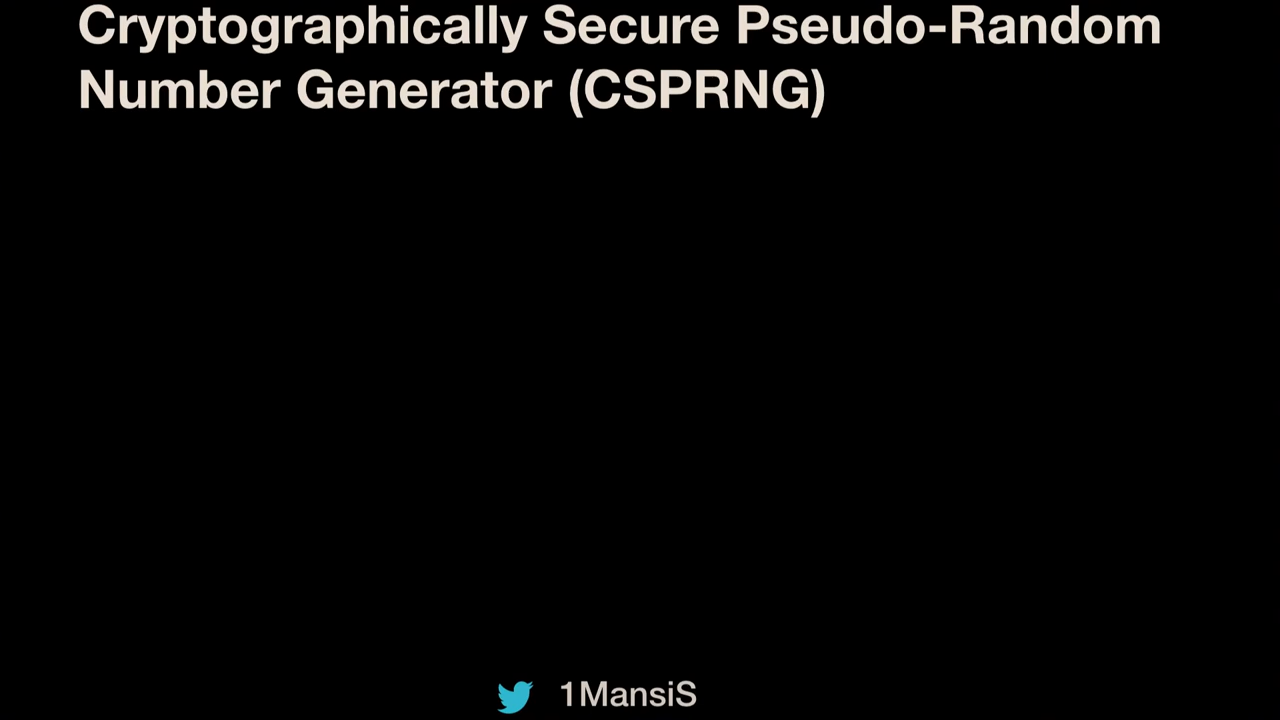 Cryptographically Secure Pseudo-Random
Number Generator (CSPRNG)
1MansiS